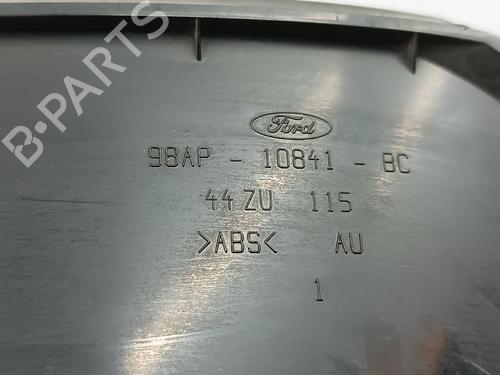 B-PARTS
Ford
98AP - 10841 - BC
44 ZU 115
>ABS< AU
1